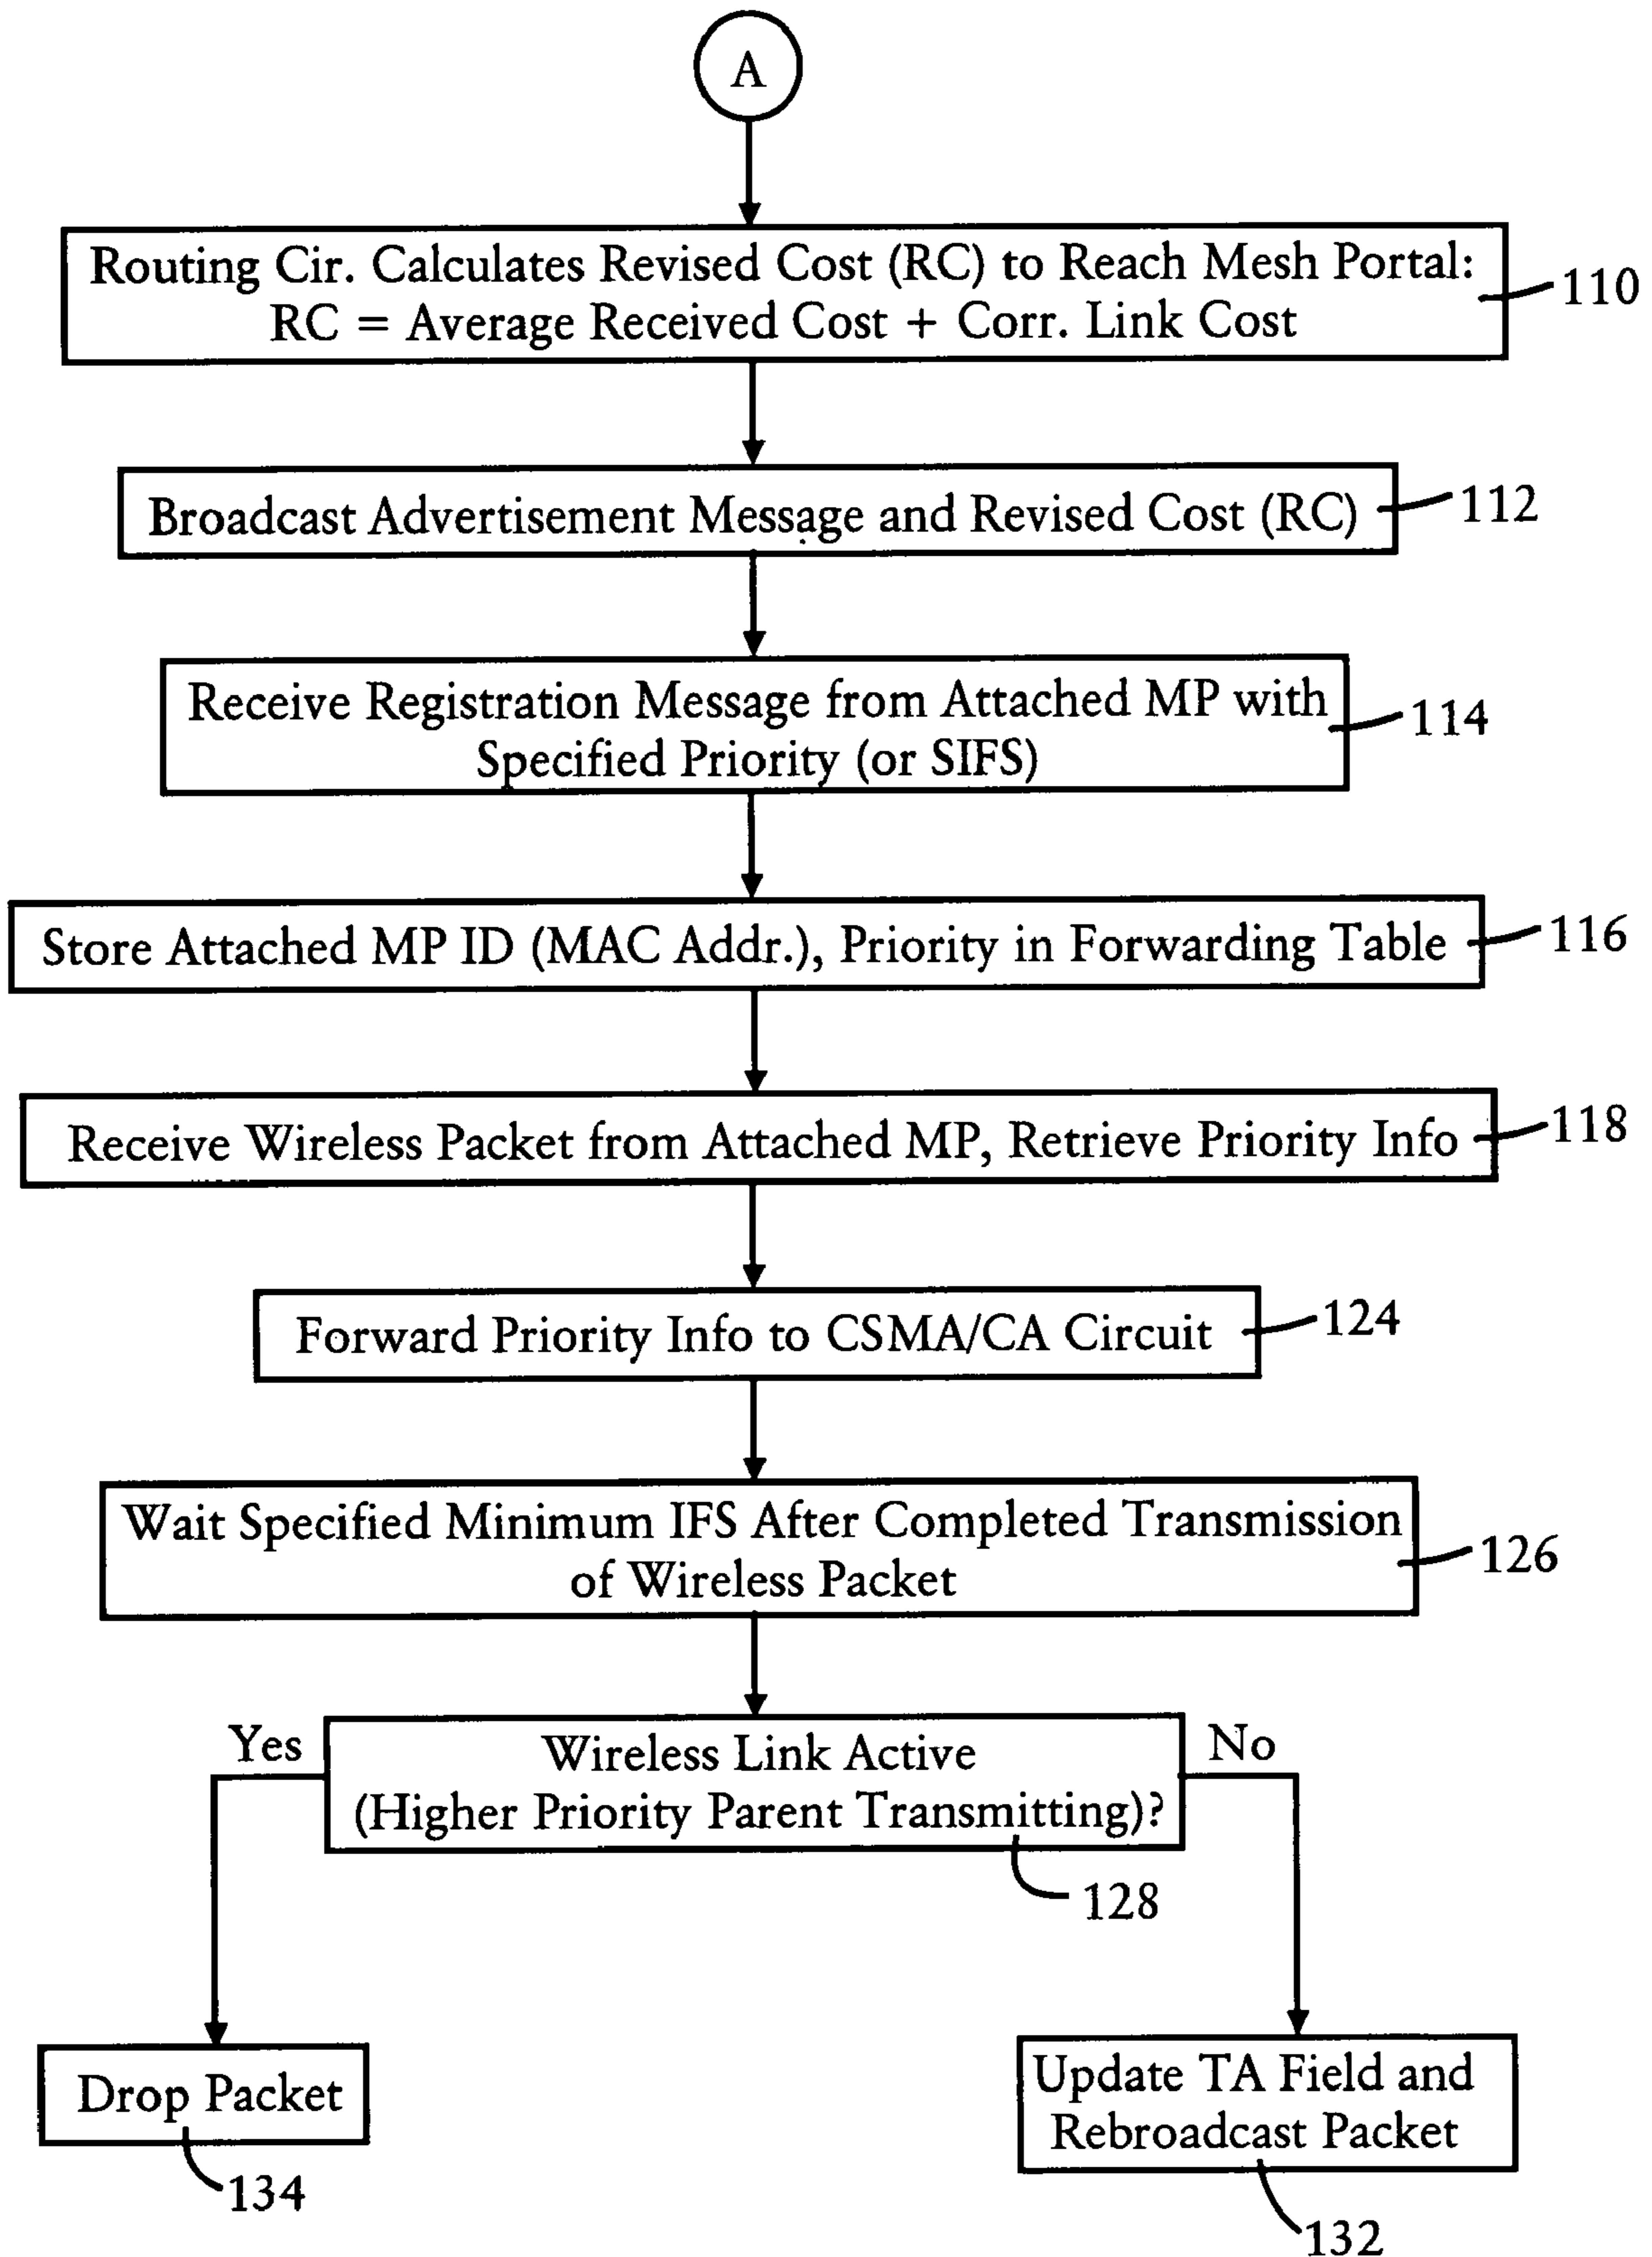 A
Routing Cir. Calculates Revised Cost (RC) to Reach Mesh Portal:
RC = Average Received Cost + Corr. Link Cost
110
Broadcast Advertisement Message and Revised Cost (RC)
112
Receive Registration Message from Attached MP with
Specified Priority (or SIFS)
114
Store Attached MP ID (MAC Addr.), Priority in Forwarding Table
116
Receive Wireless Packet from Attached MP, Retrieve Priority Info
118
Forward Priority Info to CSMA/CA Circuit
124
Wait Specified Minimum IFS After Completed Transmission
of Wireless Packet
126
Yes
Wireless Link Active
(Higher Priority Parent Transmitting)?
No
128
Drop Packet
134
Update TA Field and
Rebroadcast Packet
132